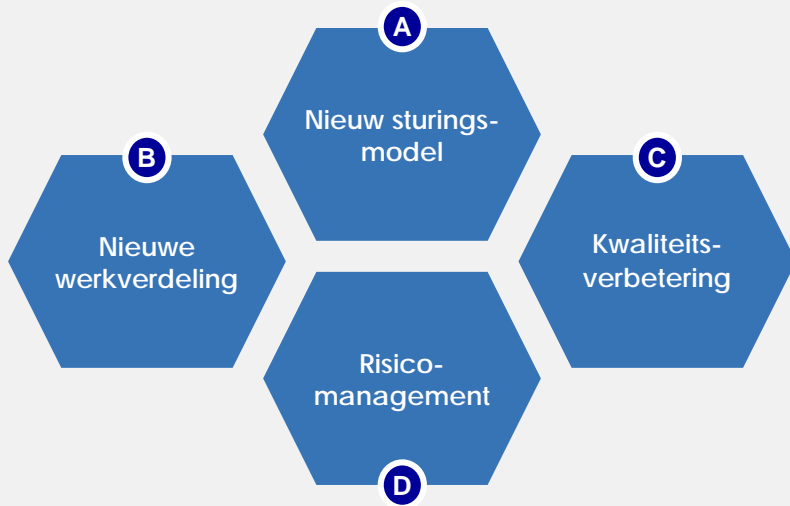 A
Nieuw sturings-
model
B
Nieuwe
werkverdeling
C
Kwaliteits-
verbetering
Risico-
management
D